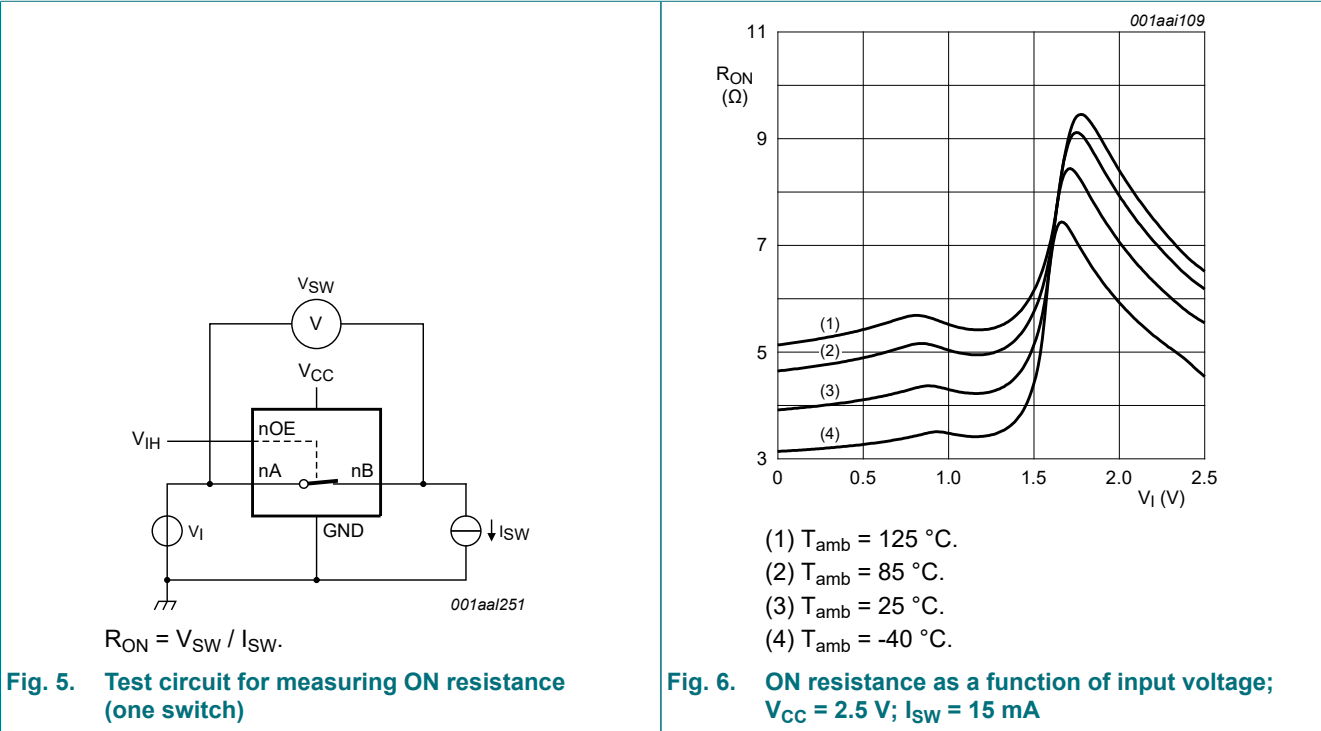 V_SW
V
V_CC
V_IH
nOE
nA
nB
V_I
GND
I_SW
001aal251
R_ON = V_SW / I_SW.
Fig. 5. Test circuit for measuring ON resistance
(one switch)
001aai109
11
R_ON
(Ω)
9
7
5
3
(1)
(2)
(3)
(4)
0 0.5 1.0 1.5 2.0 2.5
V_I (V)
(1) T_amb = 125 °C.
(2) T_amb = 85 °C.
(3) T_amb = 25 °C.
(4) T_amb = -40 °C.
Fig. 6. ON resistance as a function of input voltage;
V_CC = 2.5 V; I_SW = 15 mA